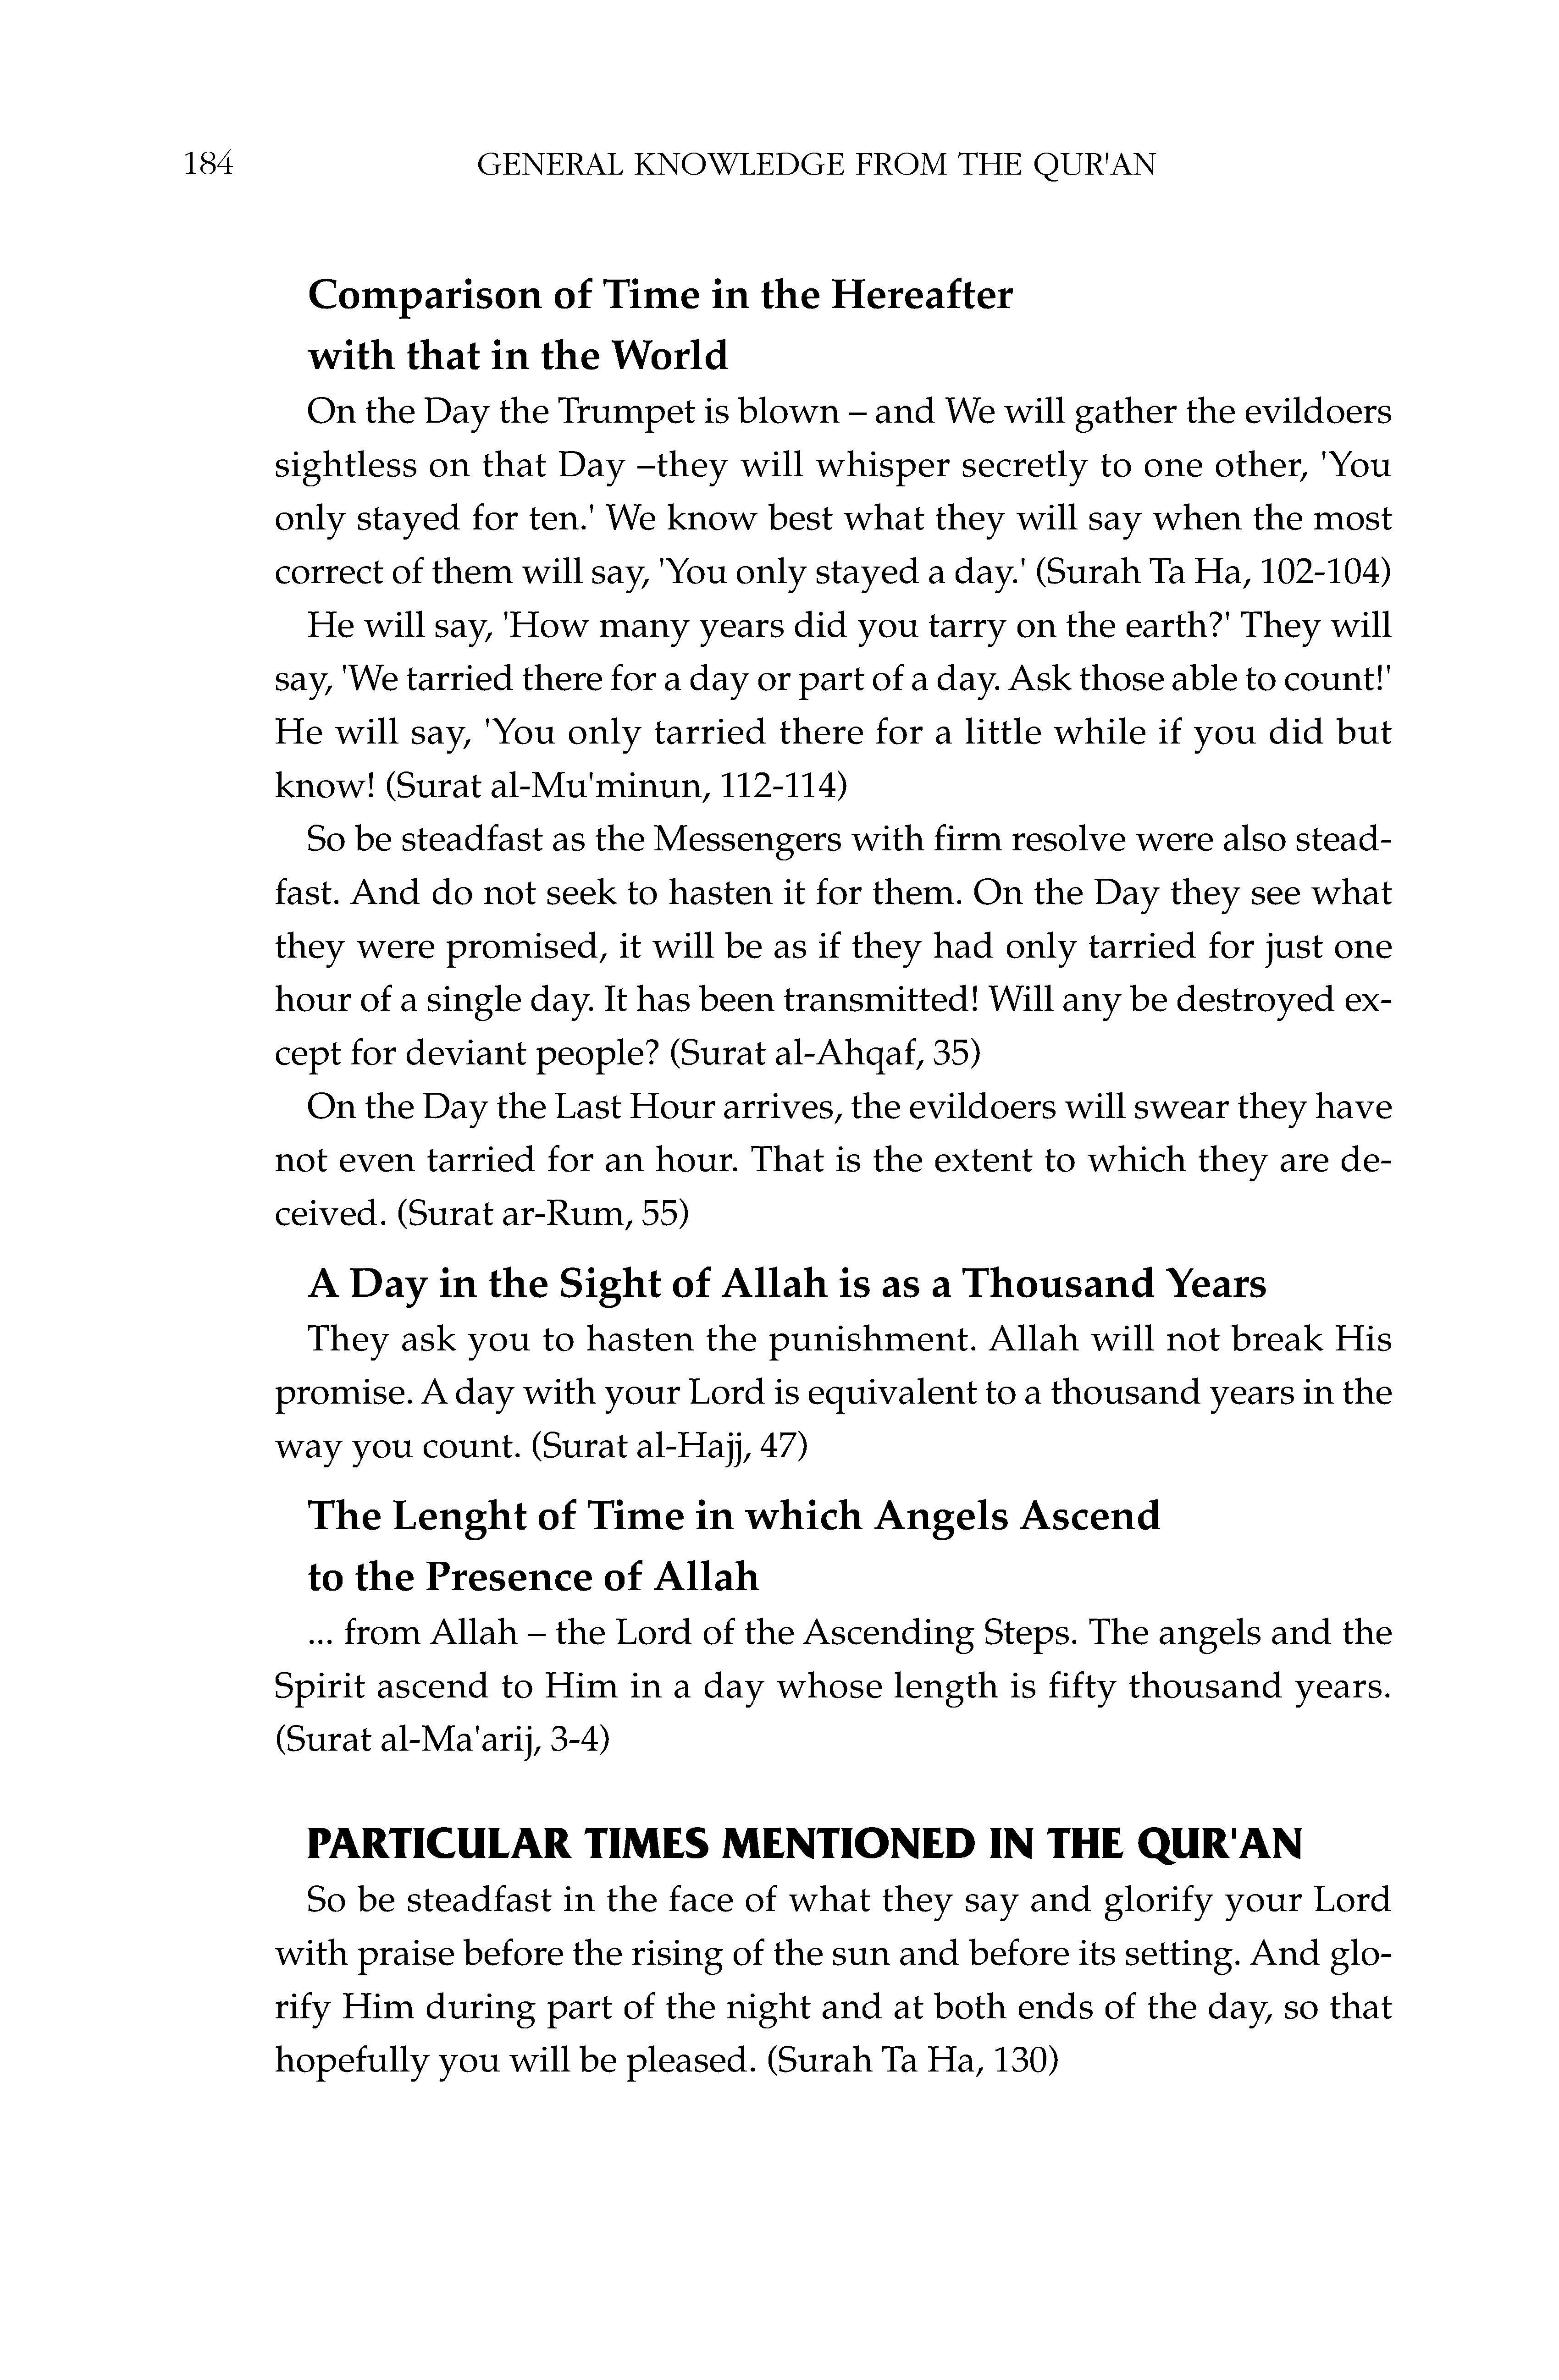 184 GENERAL KNOWLEDGE FROM THE QUR'AN
Comparison of Time in the Hereafter
with that in the World
On the Day the Trumpet is blown – and We will gather the evildoers
sightless on that Day –they will whisper secretly to one other, 'You
only stayed for ten.' We know best what they will say when the most
correct of them will say, 'You only stayed a day.' (Surah Ta Ha, 102-104)
He will say, 'How many years did you tarry on the earth?' They will
say, 'We tarried there for a day or part of a day. Ask those able to count!'
He will say, 'You only tarried there for a little while if you did but
know! (Surat al-Mu'minun, 112-114)
So be steadfast as the Messengers with firm resolve were also stead-
fast. And do not seek to hasten it for them. On the Day they see what
they were promised, it will be as if they had only tarried for just one
hour of a single day. It has been transmitted! Will any be destroyed ex-
cept for deviant people? (Surat al-Ahqaf, 35)
On the Day the Last Hour arrives, the evildoers will swear they have
not even tarried for an hour. That is the extent to which they are de-
ceived. (Surat ar-Rum, 55)
A Day in the Sight of Allah is as a Thousand Years
They ask you to hasten the punishment. Allah will not break His
promise. A day with your Lord is equivalent to a thousand years in the
way you count. (Surat al-Hajj, 47)
The Lenght of Time in which Angels Ascend
to the Presence of Allah
... from Allah – the Lord of the Ascending Steps. The angels and the
Spirit ascend to Him in a day whose length is fifty thousand years.
(Surat al-Ma'arij, 3-4)
PARTICULAR TIMES MENTIONED IN THE QUR'AN
So be steadfast in the face of what they say and glorify your Lord
with praise before the rising of the sun and before its setting. And glo-
rify Him during part of the night and at both ends of the day, so that
hopefully you will be pleased. (Surah Ta Ha, 130)